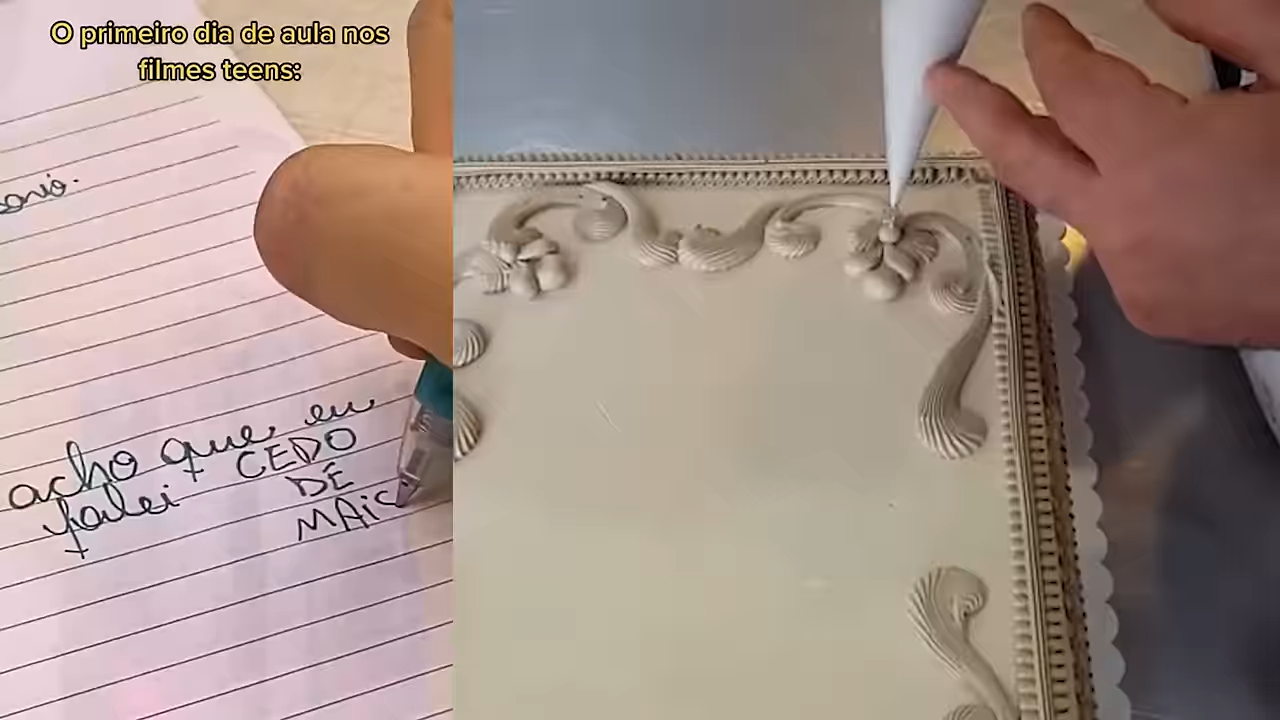 O primeiro dia de aula nos
filmes teens:
acho que eu
falei CEDO
DE
MAIS